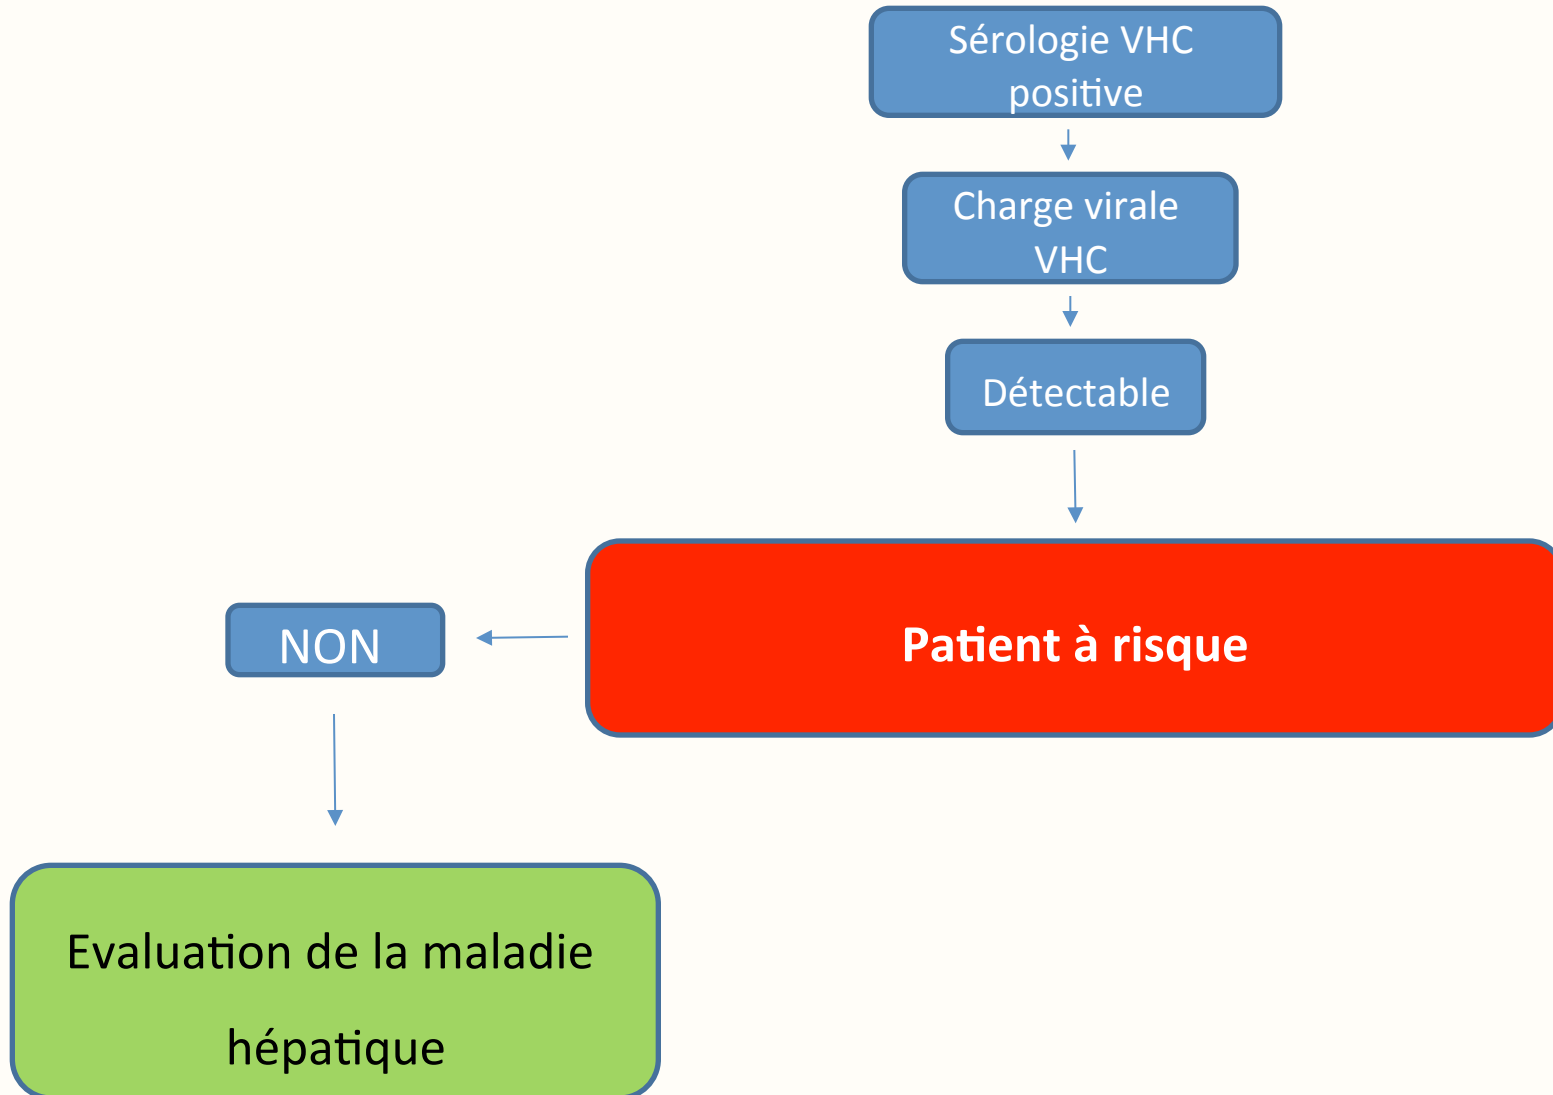 Sérologie VHC
positive
Charge virale
VHC
Détectable
Patient à risque
NON
Evaluation de la maladie
hépatique